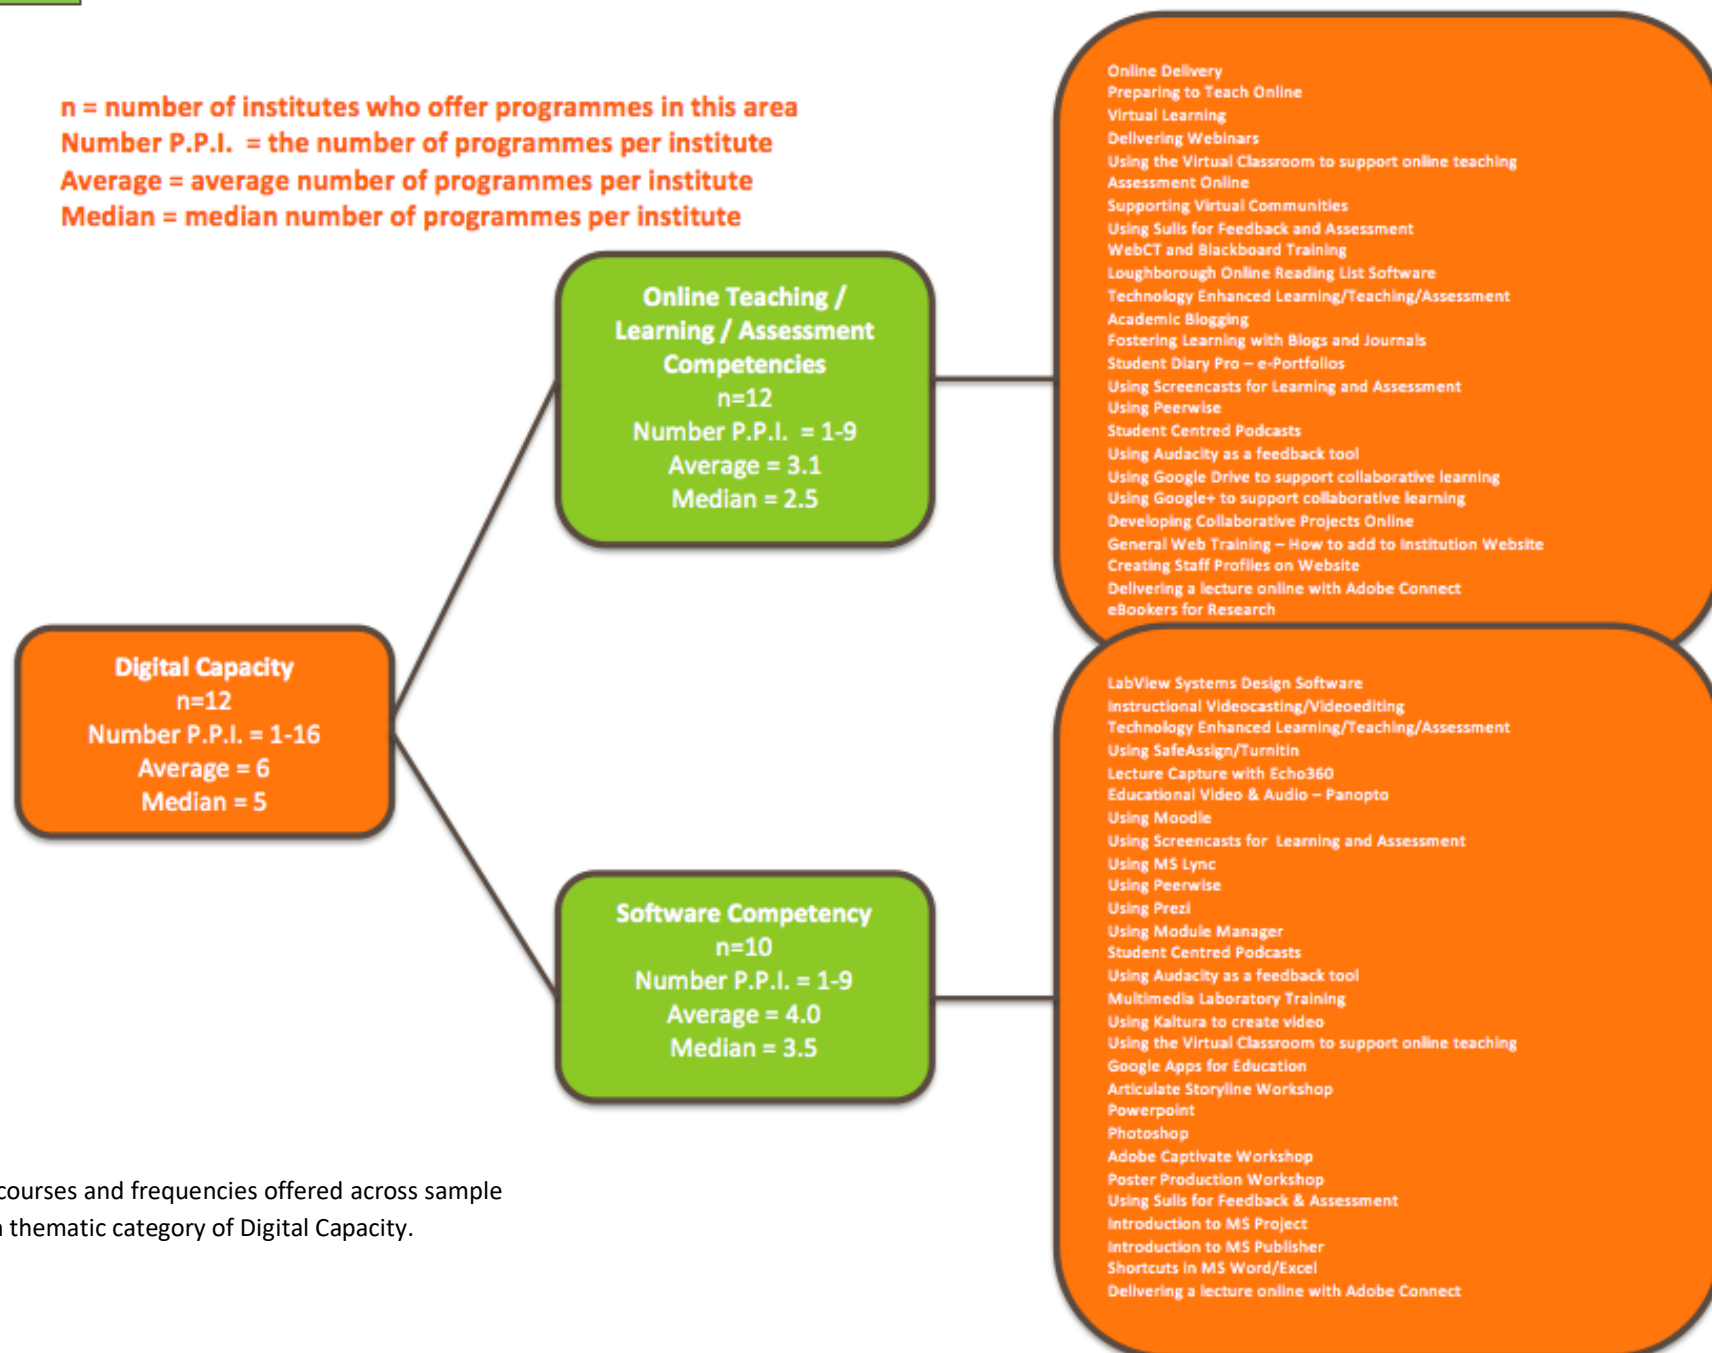 n = number of institutes who offer programmes in this area
Number P.P.I.  = the number of programmes per institute
Average = average number of programmes per institute
Median = median number of programmes per institute
Digital Capacity
n=12
Number P.P.I. = 1-16
Average = 6
Median = 5
Online Teaching /
Learning / Assessment
Competencies
n=12
Number P.P.I.  = 1-9
Average = 3.1
Median = 2.5
Online Delivery
Preparing to Teach Online
Virtual Learning
Delivering Webinars
Using the Virtual Classroom to support online teaching
Assessment Online
Supporting Virtual Communities
Using Sulis for Feedback and Assessment
WebCT and Blackboard Training
Loughborough Online Reading List Software
Technology Enhanced Learning/Teaching/Assessment
Academic Blogging
Fostering Learning with Blogs and Journals
Student Diary Pro – e-Portfolios
Using Screencasts for Learning and Assessment
Using Peerwise
Student Centred Podcasts
Using Audacity as a feedback tool
Using Google Drive to support collaborative learning
Using Google+ to support collaborative learning
Developing Collaborative Projects Online
General Web Training – How to add to Institution Website
Creating Staff Profiles on Website
Delivering a lecture online with Adobe Connect
eBookers for Research
Software Competency
n=10
Number P.P.I. = 1-9
Average = 4.0
Median = 3.5
LabView Systems Design Software
Instructional Videocasting/Videoediting
Technology Enhanced Learning/Teaching/Assessment
Using SafeAssign/Turnitin
Lecture Capture with Echo360
Educational Video & Audio – Panopto
Using Moodle
Using Screencasts for  Learning and Assessment
Using MS Lync
Using Peerwise
Using Prezi
Using Module Manager
Student Centred Podcasts
Using Audacity as a feedback tool
Multimedia Laboratory Training
Using Kaltura to create video
Using the Virtual Classroom to support online teaching
Google Apps for Education
Articulate Storyline Workshop
Powerpoint
Photoshop
Adobe Captivate Workshop
Poster Production Workshop
Using Sulis for Feedback & Assessment
Introduction to MS Project
Introduction to MS Publisher
Shortcuts in MS Word/Excel
Delivering a lecture online with Adobe Connect
courses and frequencies offered across sample
thematic category of Digital Capacity.